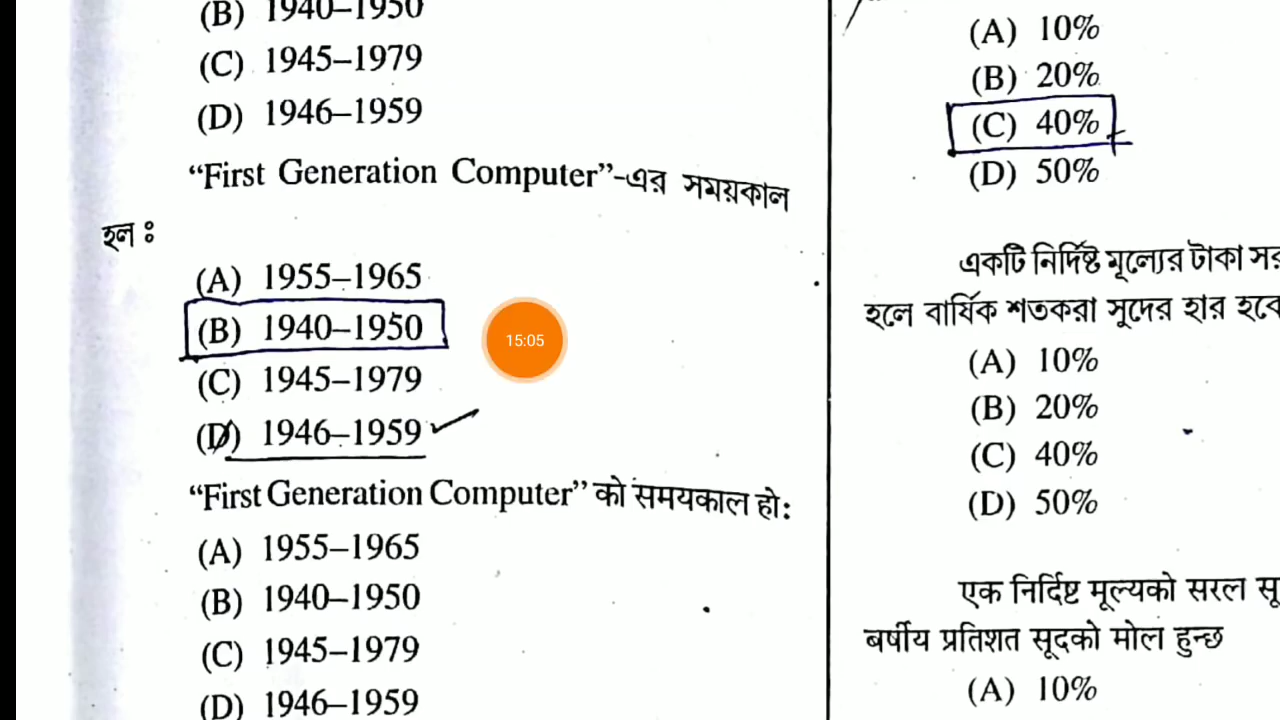 (B) 1940–1950
(C) 1945–1979
(D) 1946–1959
“First Generation Computer”-এর সময়কাল
হল ঃ
(A) 1955–1965
(B) 1940–1950
(C) 1945–1979
(D) 1946–1959
“First Generation Computer” को समयकाल हो:
(A) 1955–1965
(B) 1940–1950
(C) 1945–1979
(D) 1946–1959
15:05
(A) 10%
(B) 20%
(C) 40%
(D) 50%
একটি নির্দিষ্ট মূল্যের টাকা
হলে বার্ষিক শতকরা সুদের হার হবে
(A) 10%
(B) 20%
(C) 40%
(D) 50%
एक निर्दिष्ट मूल्यको सरल
बर्षीय प्रतिशत सूदको मोल हुन्छ
(A) 10%